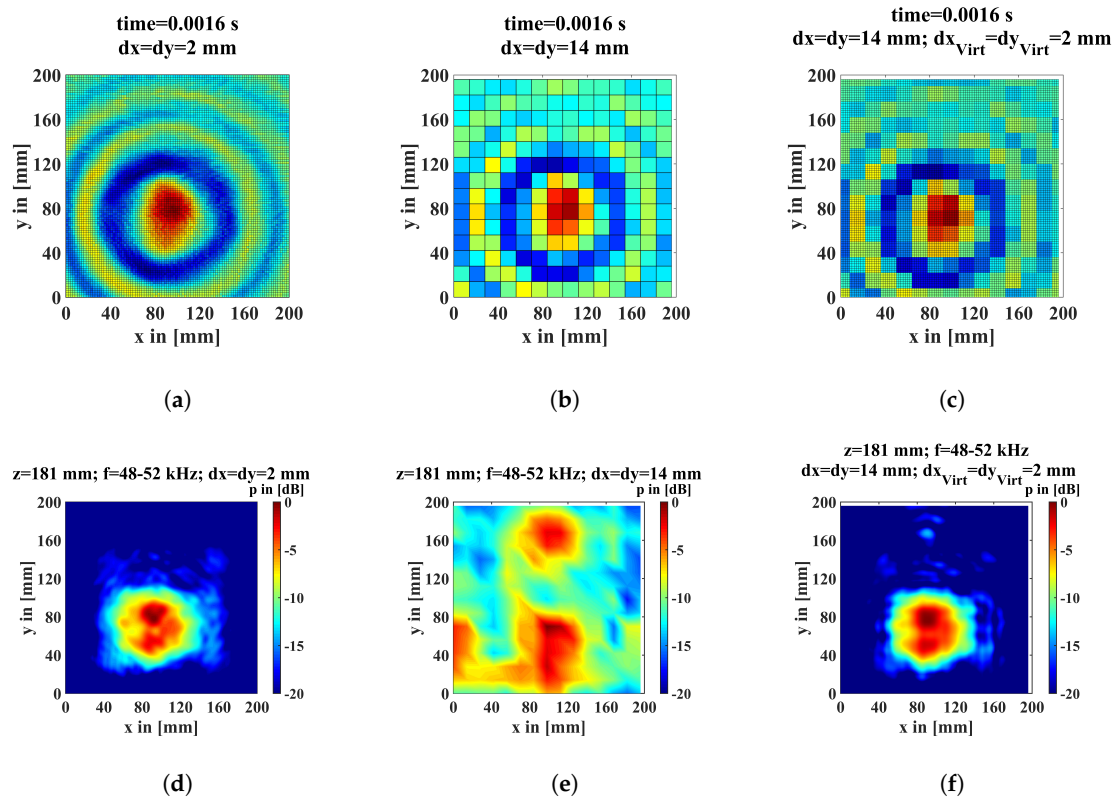 time=0.0016 s
dx=dy=2 mm
200
160
120
80
40
0
y in [mm]
0 40 80 120 160 200
x in [mm]
(a)
time=0.0016 s
dx=dy=14 mm
200
160
120
80
40
0
y in [mm]
0 40 80 120 160 200
x in [mm]
(b)
time=0.0016 s
dx=dy=14 mm; dxVirt=dyVirt=2 mm
200
160
120
80
40
0
y in [mm]
0 40 80 120 160 200
x in [mm]
(c)
z=181 mm; f=48-52 kHz; dx=dy=2 mm
p in [dB]
200
160
120
80
40
0
y in [mm]
0 40 80 120 160 200
x in [mm]
0
-5
-10
-15
-20
(d)
z=181 mm; f=48-52 kHz; dx=dy=14 mm
p in [dB]
200
160
120
80
40
0
y in [mm]
0 40 80 120 160 200
x in [mm]
0
-5
-10
-15
-20
(e)
z=181 mm; f=48-52 kHz
dx=dy=14 mm; dxVirt=dyVirt=2 mm
p in [dB]
200
160
120
80
40
0
y in [mm]
0 40 80 120 160 200
x in [mm]
0
-5
-10
-15
-20
(f)